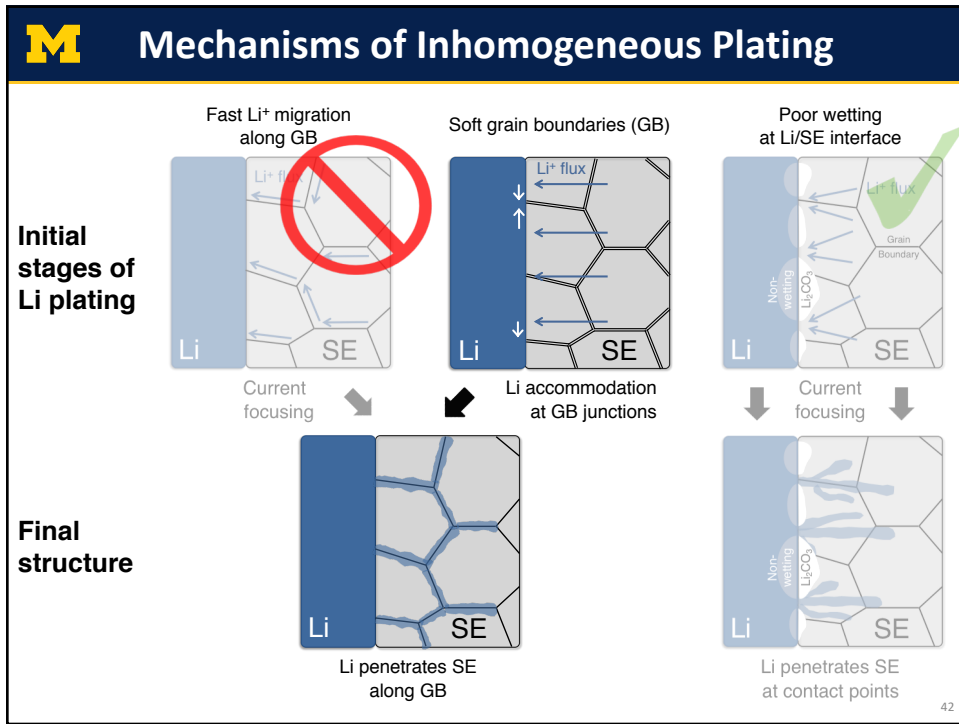 M
Mechanisms of Inhomogeneous Plating
Fast Li⁺ migration
along GB
Soft grain boundaries (GB)
Poor wetting
at Li/SE interface
Initial
stages of
Li plating
Li⁺ flux
Li
SE
Li⁺ flux
Li
SE
Li⁺ flux
Grain
Boundary
Non-
wetting
Li₂CO₃
Li
SE
Current
focusing
Li accommodation
at GB junctions
Current
focusing
Final
structure
Li
SE
Non-
wetting
Li₂CO₃
Li
SE
Li penetrates SE
along GB
Li penetrates SE
at contact points
42